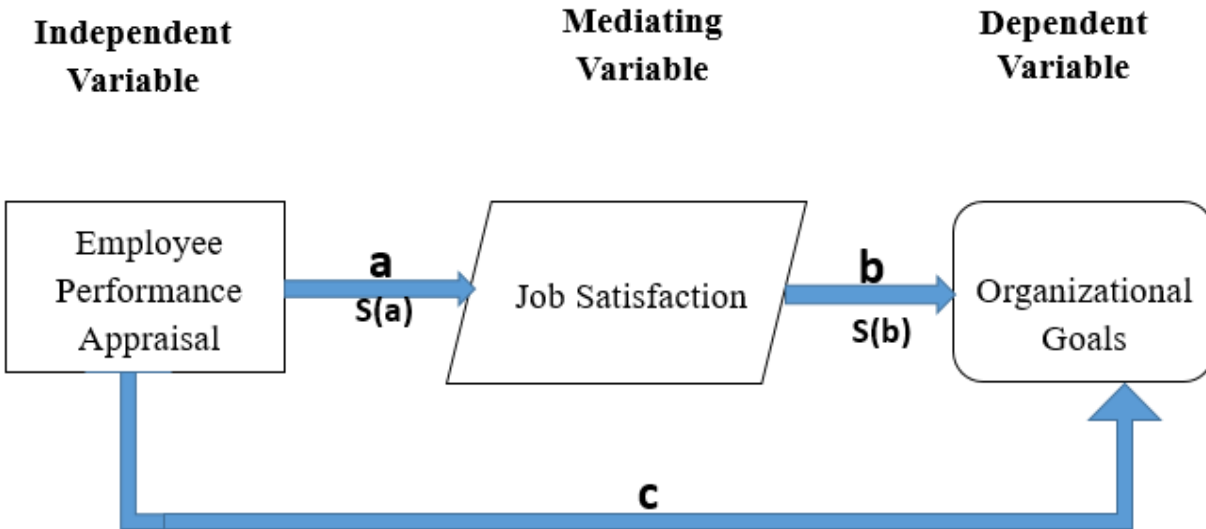 Independent
Variable
Mediating
Variable
Dependent
Variable
Employee
Performance
Appraisal
a
S(a)
Job Satisfaction
b
S(b)
Organizational
Goals
c